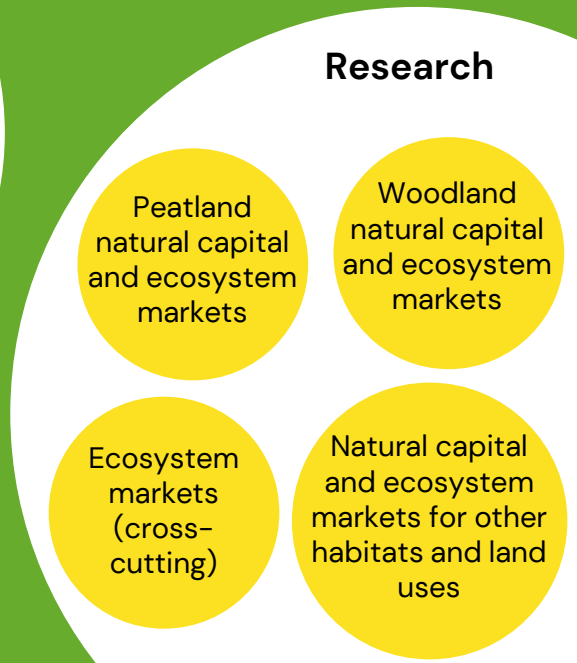 Research
Peatland
natural capital
and ecosystem
markets
Woodland
natural capital
and ecosystem
markets
Ecosystem
markets
(cross-
cutting)
Natural capital
and ecosystem
markets for other
habitats and land
uses